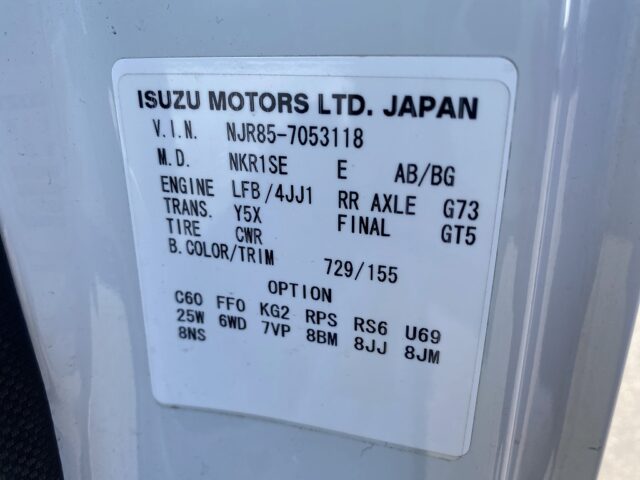 ISUZU MOTORS LTD. JAPAN
V.I.N. NJR85-7053118
M.D. NKR1SE E AB/BG
ENGINE LFB/4JJ1 RR AXLE G73
TRANS. Y5X FINAL GT5
TIRE CWR
B.COLOR/TRIM 729/155
OPTION
C60 FF0 KG2 RPS RS6 U69
25W 6WD 7VP 8BM 8JJ 8JM
8NS